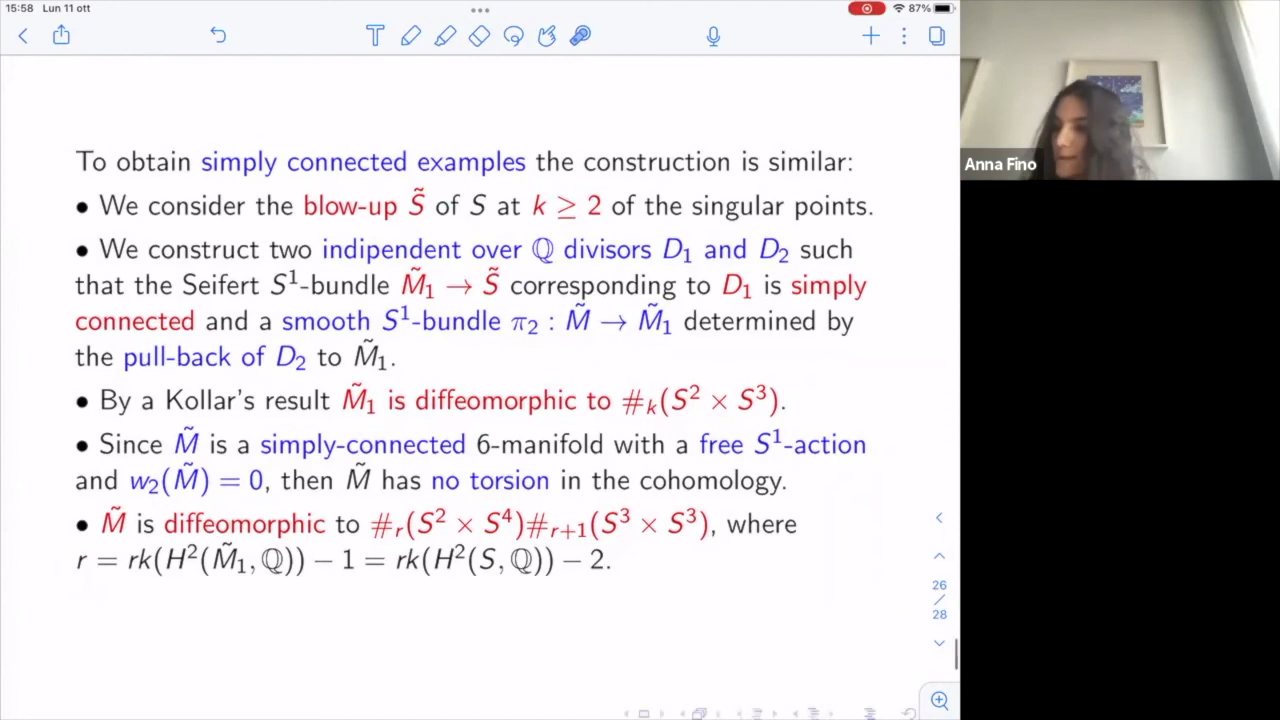 15:58 Lun 11 ott
87%
To obtain simply connected examples the construction is similar:
• We consider the blow-up S̃ of S at k ≥ 2 of the singular points.
• We construct two indipendent over ℚ divisors D₁ and D₂ such
that the Seifert S¹-bundle M̃₁ → S̃ corresponding to D₁ is simply
connected and a smooth S¹-bundle π₂ : M̃ → M̃₁ determined by
the pull-back of D₂ to M̃₁.
• By a Kollar's result M̃₁ is diffeomorphic to #ₖ(S² × S³).
• Since M̃ is a simply-connected 6-manifold with a free S¹-action
and w₂(M̃) = 0, then M̃ has no torsion in the cohomology.
• M̃ is diffeomorphic to #ᵣ(S² × S⁴)#ᵣ₊₁(S³ × S³), where
r = rk(H²(M̃₁, ℚ)) − 1 = rk(H²(S, ℚ)) − 2.
26
/
28
Anna Fino